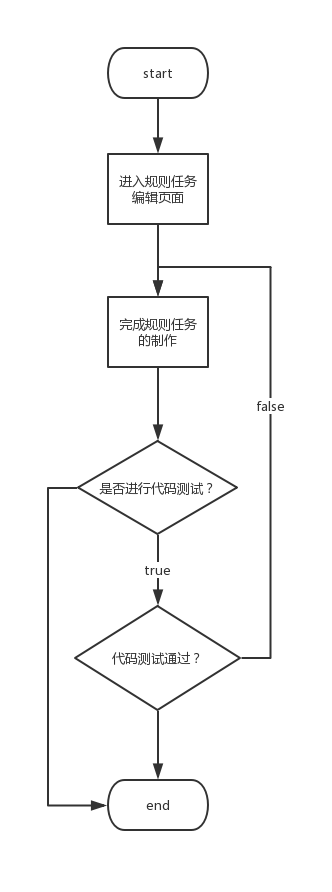 start
进入规则任务
编辑页面
完成规则任务
的制作
false
是否进行代码测试？
true
代码测试通过？
end